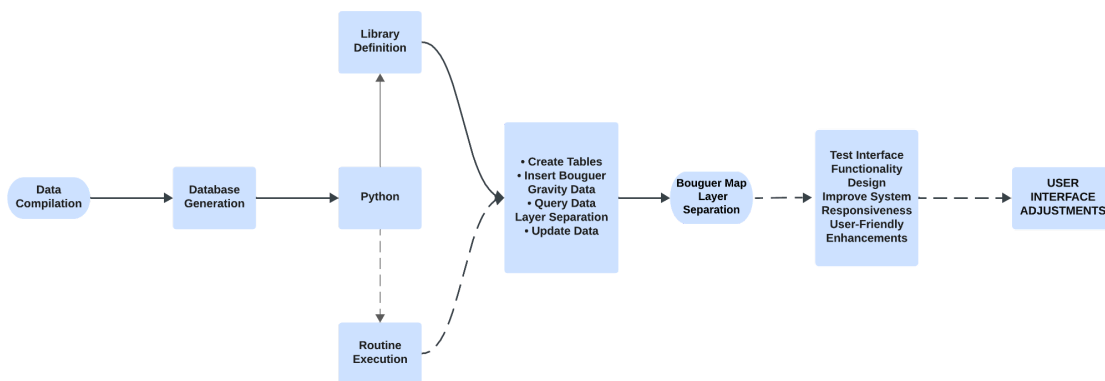 Library
Definition
Data
Compilation
Database
Generation
Python
Routine
Execution
• Create Tables
• Insert Bouguer
Gravity Data
• Query Data
Layer Separation
• Update Data
Bouguer Map
Layer
Separation
Test Interface
Functionality
Design
Improve System
Responsiveness
User-Friendly
Enhancements
USER
INTERFACE
ADJUSTMENTS